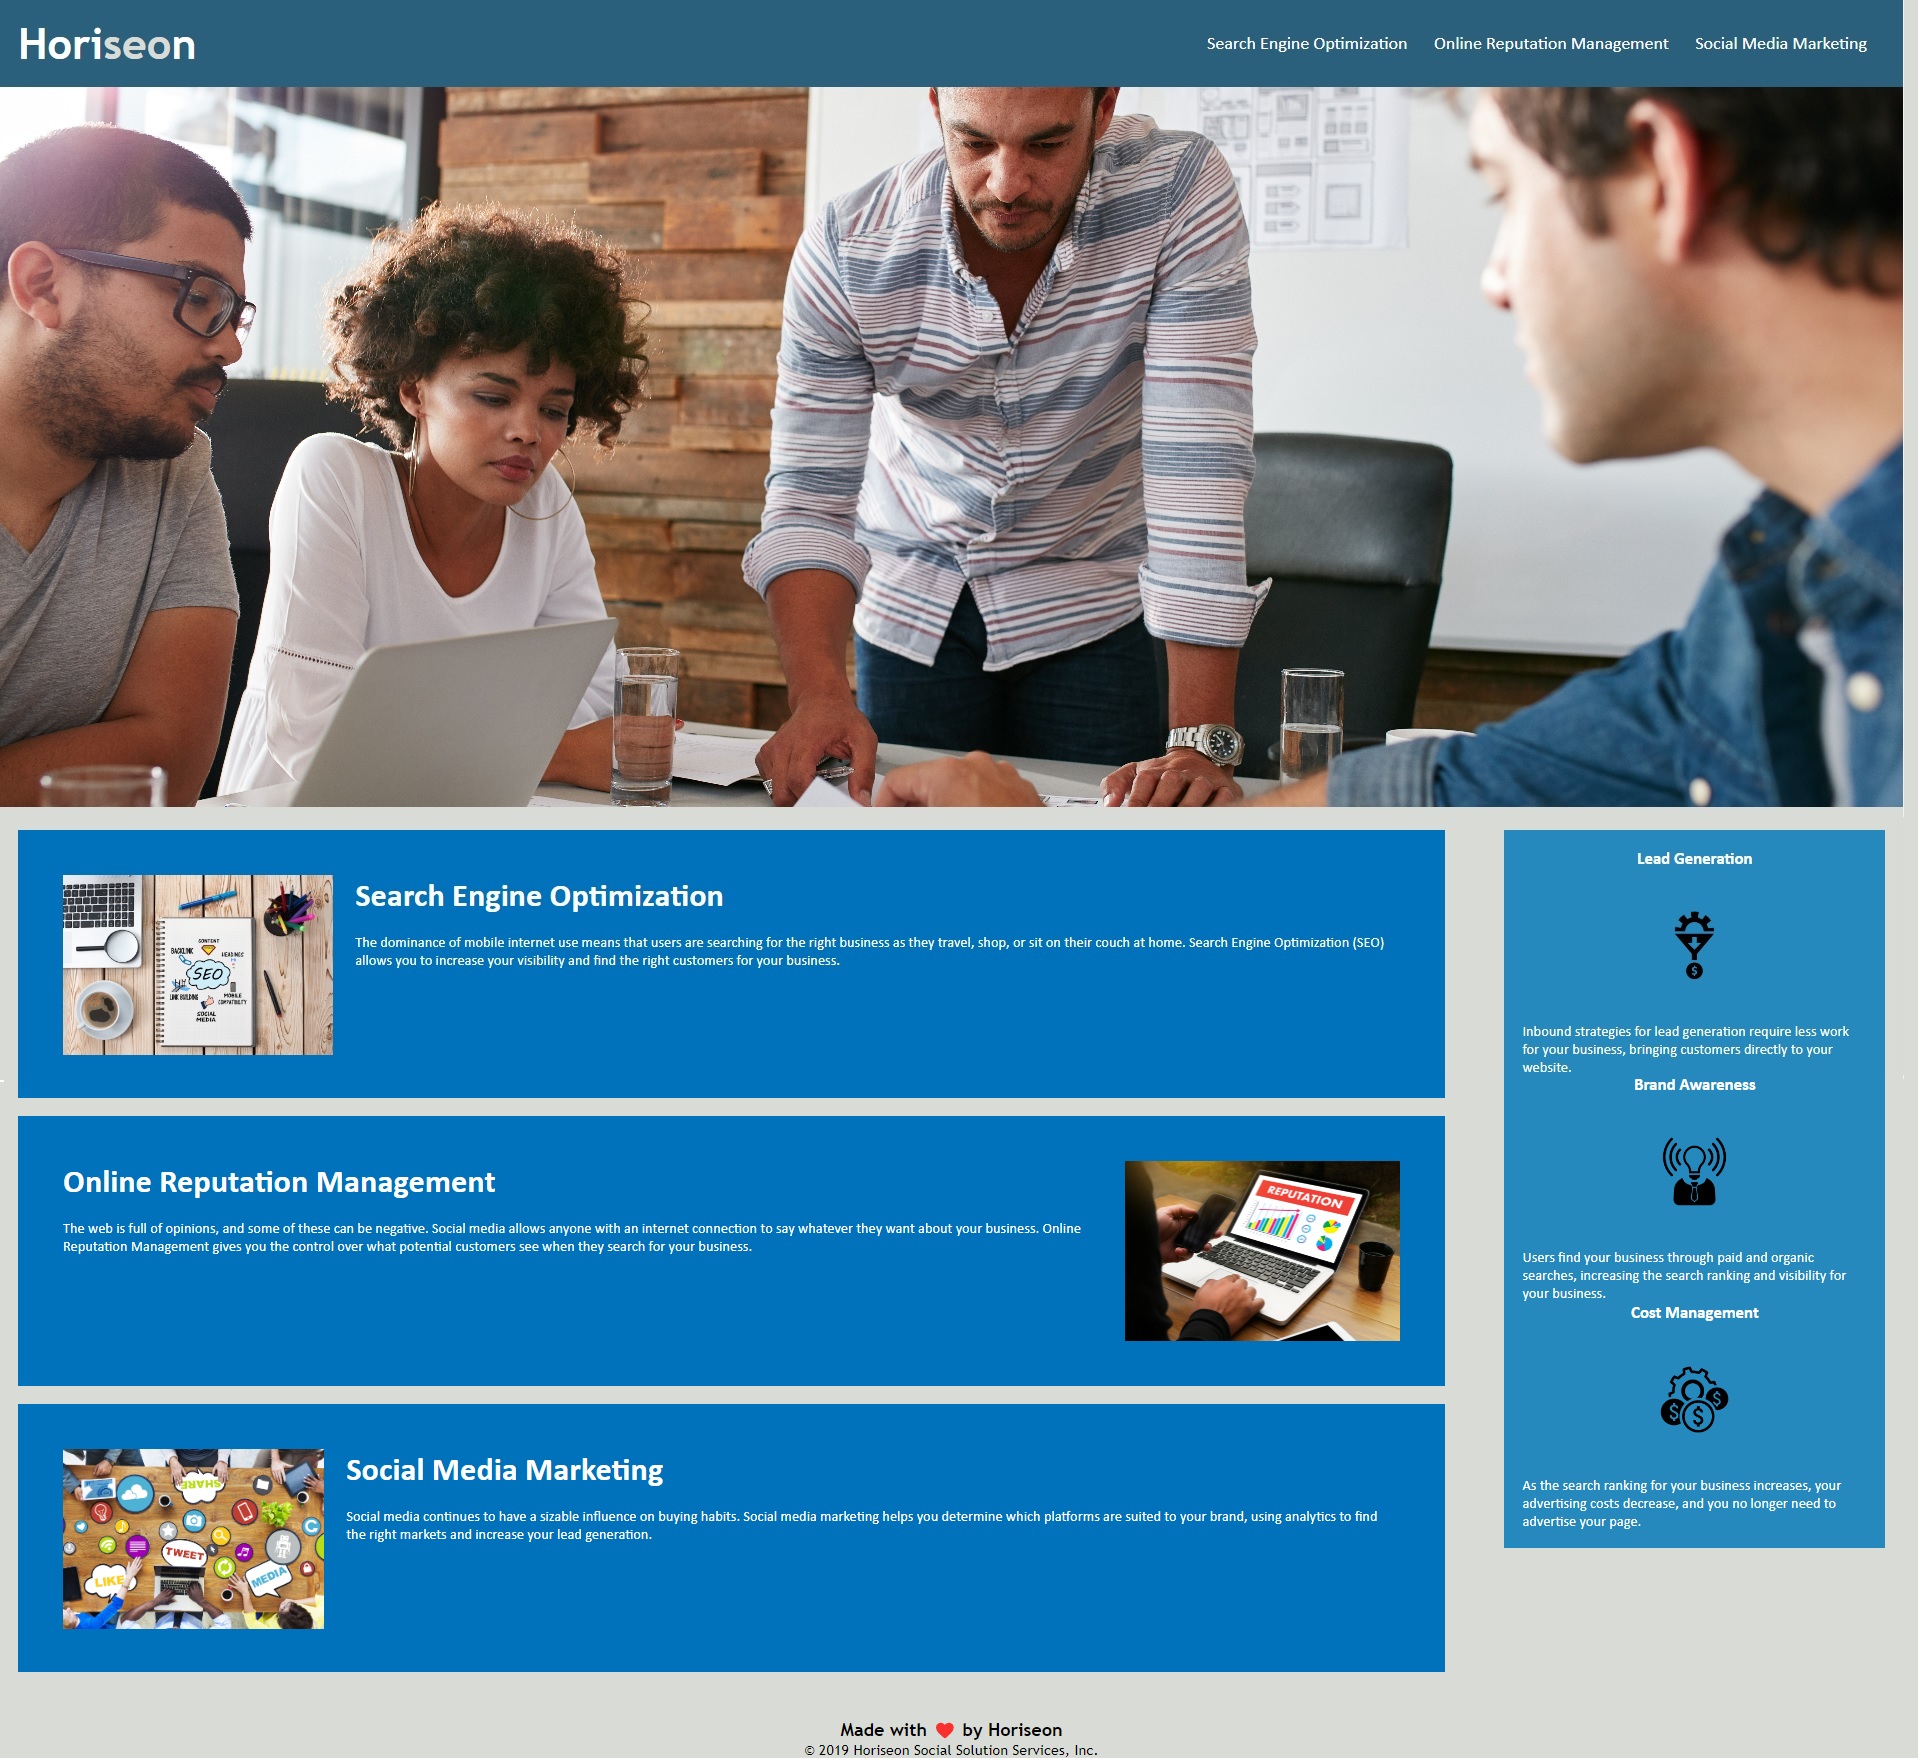 Horiseon
Search Engine Optimization Online Reputation Management Social Media Marketing
Search Engine Optimization
The dominance of mobile internet use means that users are searching for the right business as they travel, shop, or sit on their couch at home. Search Engine Optimization (SEO)
allows you to increase your visibility and find the right customers for your business.
CONTENT
BACKLINK
HEADINGS
SEO
LINK BUILDING
MOBILE
COMPATIBILITY
SOCIAL
MEDIA
Online Reputation Management
The web is full of opinions, and some of these can be negative. Social media allows anyone with an internet connection to say whatever they want about your business. Online
Reputation Management gives you the control over what potential customers see when they search for your business.
REPUTATION
Social Media Marketing
Social media continues to have a sizable influence on buying habits. Social media marketing helps you determine which platforms are suited to your brand, using analytics to find
the right markets and increase your lead generation.
SHARE
TWEET
LIKE
MEDIA
Lead Generation
Inbound strategies for lead generation require less work
for your business, bringing customers directly to your
website.
Brand Awareness
Users find your business through paid and organic
searches, increasing the search ranking and visibility for
your business.
Cost Management
As the search ranking for your business increases, your
advertising costs decrease, and you no longer need to
advertise your page.
Made with ❤️ by Horiseon
© 2019 Horiseon Social Solution Services, Inc.